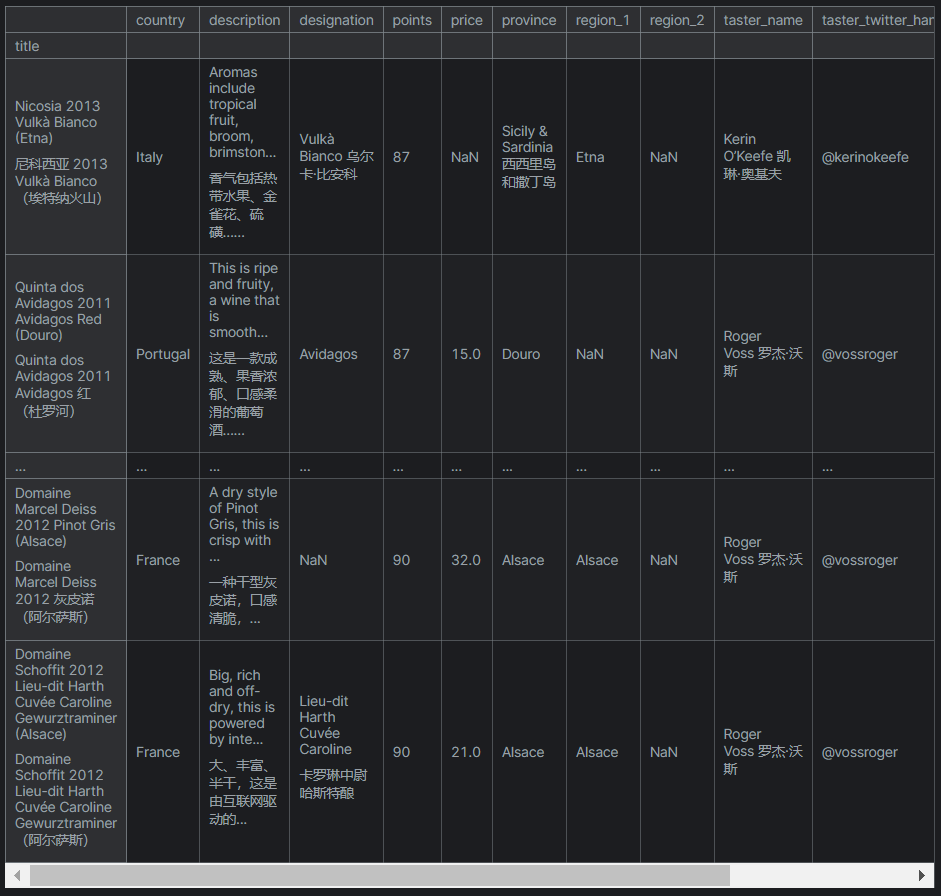 country description designation points price province region_1 region_2 taster_name taster_twitter_har
title
Nicosia 2013
Vulkà Bianco
(Etna)
尼科西亚 2013
Vulkà Bianco
（埃特纳火山）
Italy
Aromas
include
tropical
fruit,
broom,
brimston...
香气包括热
带水果、金
雀花、硫
磺……
Vulkà
Bianco 乌尔
卡·比安科
87
NaN
Sicily &
Sardinia
西西里岛
和撒丁岛
Etna
NaN
Kerin
O’Keefe 凯
琳·奥基夫
@kerinokeefe
Quinta dos
Avidagos 2011
Avidagos Red
(Douro)
Quinta dos
Avidagos 2011
Avidagos 红
（杜罗河）
Portugal
This is ripe
and fruity,
a wine that
is
smooth...
这是一款成
熟、果香浓
郁、口感柔
滑的葡萄
酒……
Avidagos
87
15.0
Douro
NaN
NaN
Roger
Voss 罗杰·沃
斯
@vossroger
... ... ... ... ... ... ... ... ... ... ...
Domaine
Marcel Deiss
2012 Pinot Gris
(Alsace)
Domaine
Marcel Deiss
2012 灰皮诺
（阿尔萨斯）
France
A dry style
of Pinot
Gris, this is
crisp with
...
一种干型灰
皮诺，口感
清脆，...
NaN
90
32.0
Alsace
Alsace
NaN
Roger
Voss 罗杰·沃
斯
@vossroger
Domaine
Schoffit 2012
Lieu-dit Harth
Cuvée Caroline
Gewurztraminer
(Alsace)
Domaine
Schoffit 2012
Lieu-dit Harth
Cuvée Caroline
Gewurztraminer
（阿尔萨斯）
France
Big, rich
and off-
dry, this is
powered
by inte...
大、丰富、
半干，这是
由互联网驱
动的...
Lieu-dit
Harth
Cuvée
Caroline
卡罗琳中尉
哈斯特酿
90
21.0
Alsace
Alsace
NaN
Roger
Voss 罗杰·沃
斯
@vossroger